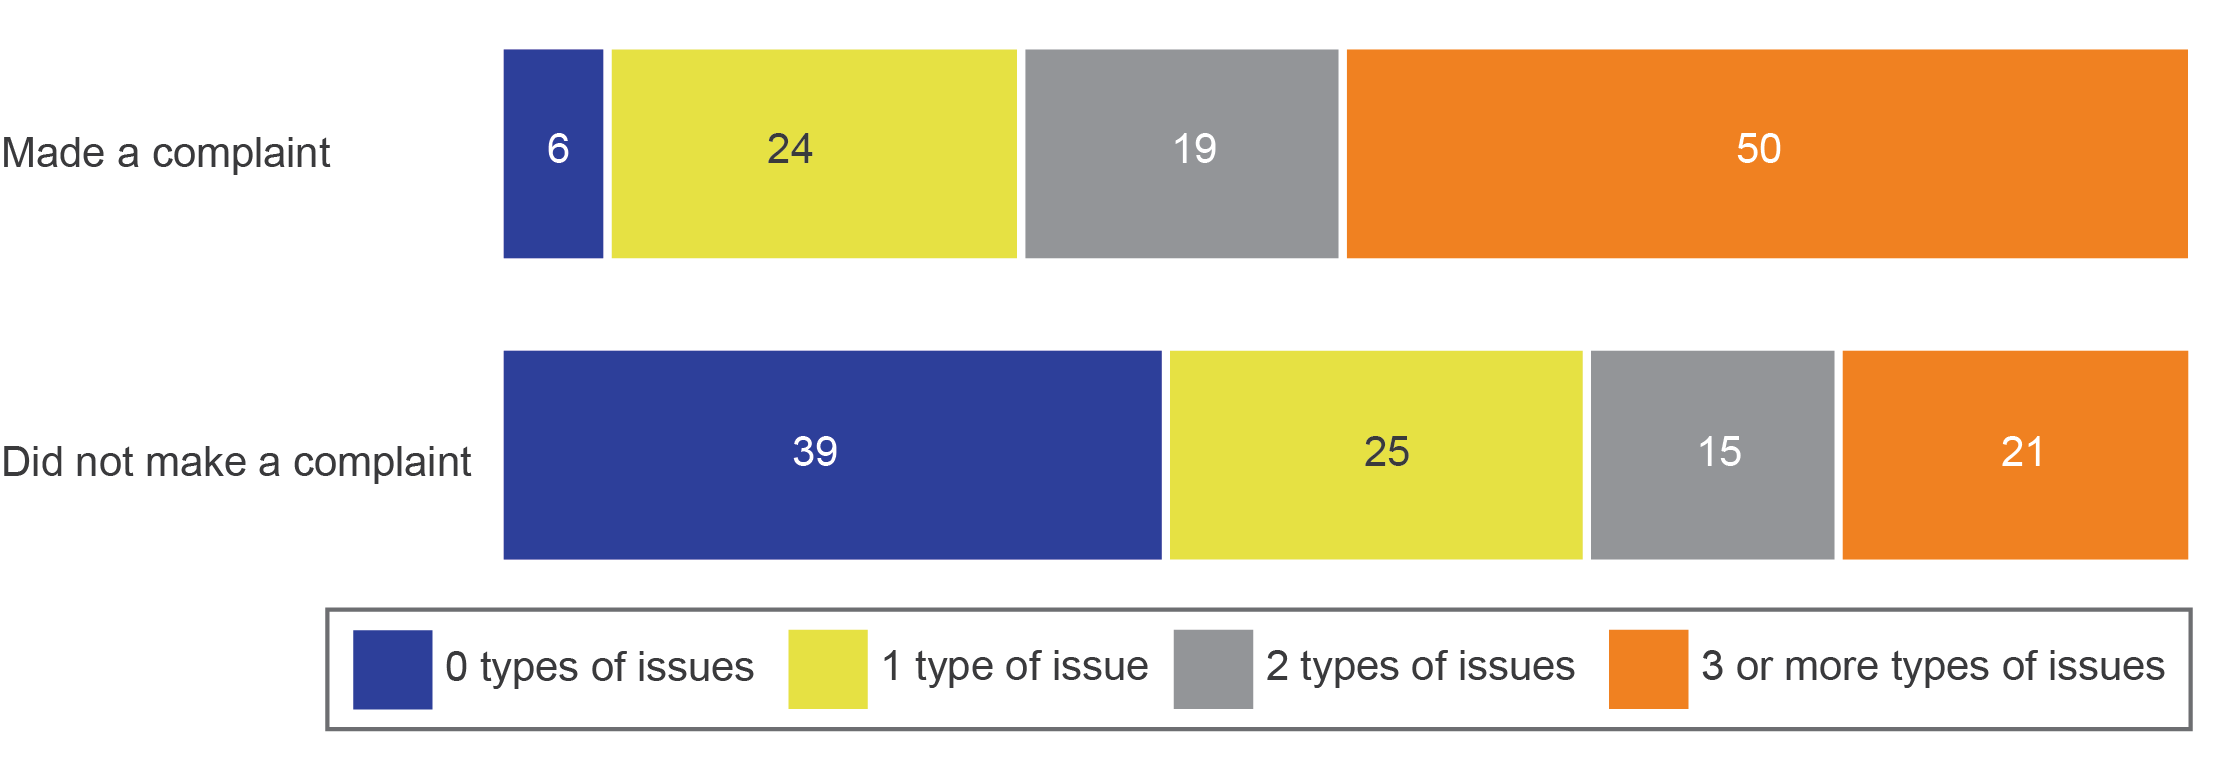 Made a complaint 6 24 19 50
Did not make a complaint 39 25 15 21
0 types of issues 1 type of issue 2 types of issues 3 or more types of issues